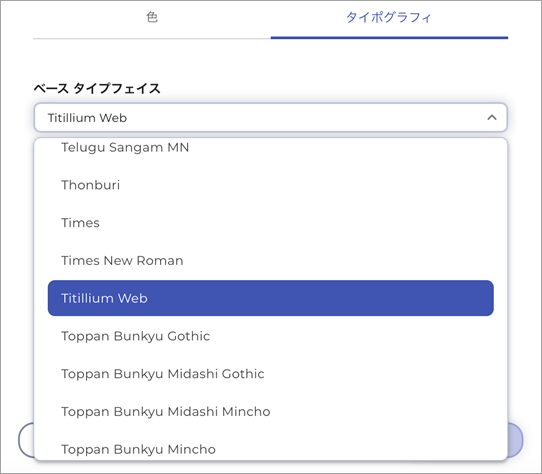 色
タイポグラフィ
ベース タイプフェイス
Titillium Web
Telugu Sangam MN
Thonburi
Times
Times New Roman
Titillium Web
Toppan Bunkyu Gothic
Toppan Bunkyu Midashi Gothic
Toppan Bunkyu Midashi Mincho
Toppan Bunkyu Mincho